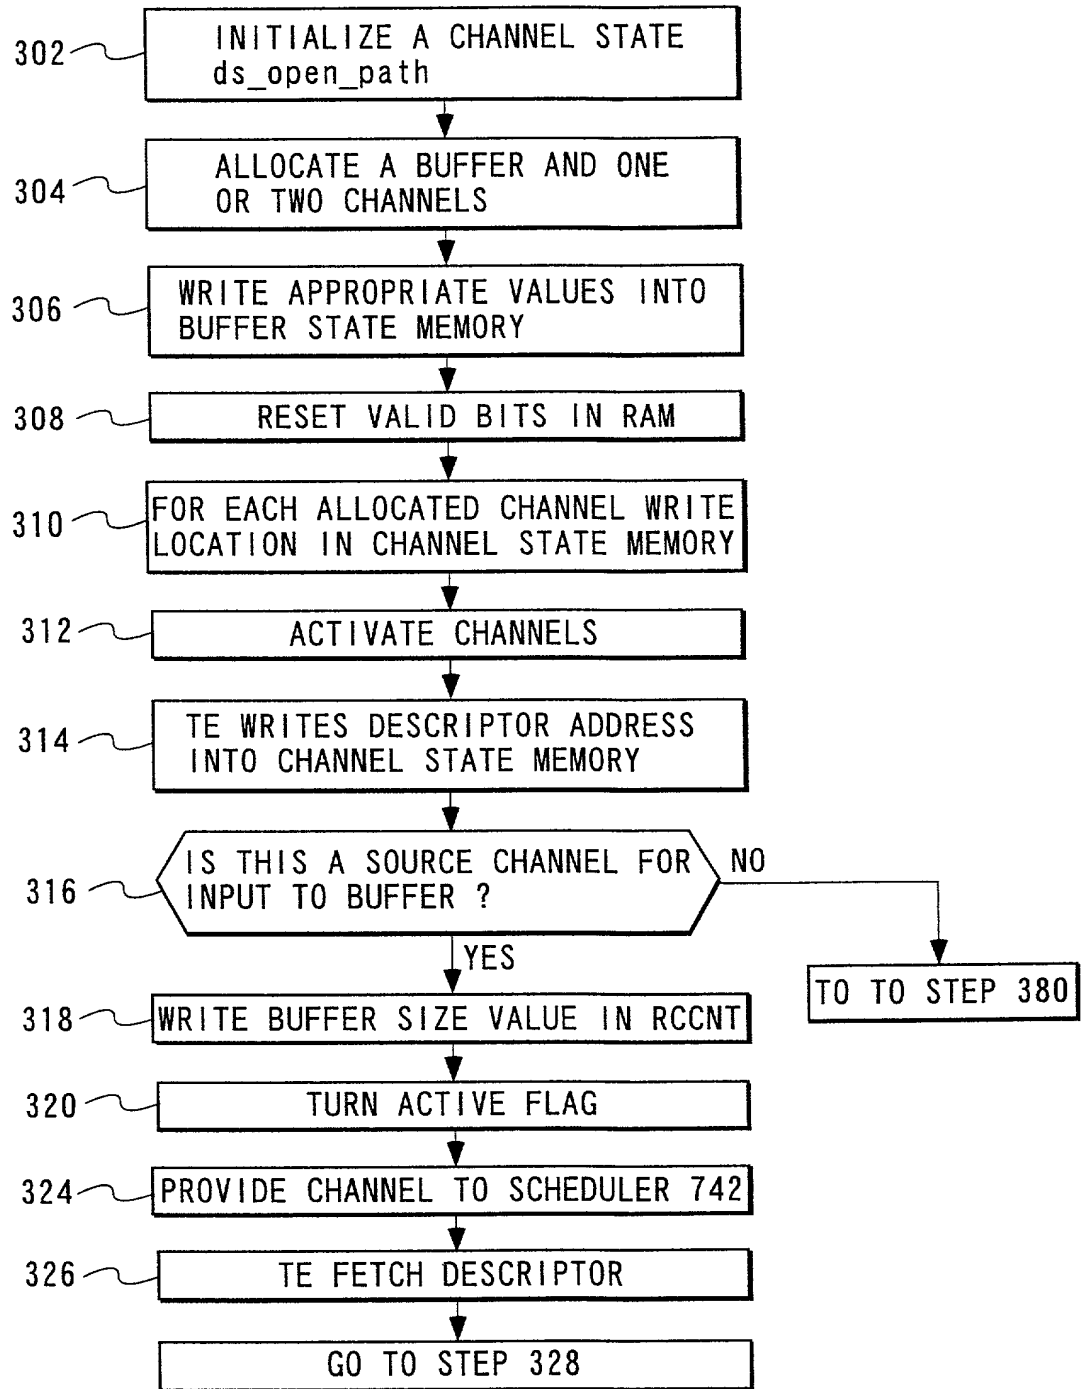 302
INITIALIZE A CHANNEL STATE
ds_open_path
304
ALLOCATE A BUFFER AND ONE
OR TWO CHANNELS
306
WRITE APPROPRIATE VALUES INTO
BUFFER STATE MEMORY
308
RESET VALID BITS IN RAM
310
FOR EACH ALLOCATED CHANNEL WRITE
LOCATION IN CHANNEL STATE MEMORY
312
ACTIVATE CHANNELS
314
TE WRITES DESCRIPTOR ADDRESS
INTO CHANNEL STATE MEMORY
316
IS THIS A SOURCE CHANNEL FOR
INPUT TO BUFFER ?
NO
YES
TO TO STEP 380
318
WRITE BUFFER SIZE VALUE IN RCCNT
320
TURN ACTIVE FLAG
324
PROVIDE CHANNEL TO SCHEDULER 742
326
TE FETCH DESCRIPTOR
GO TO STEP 328